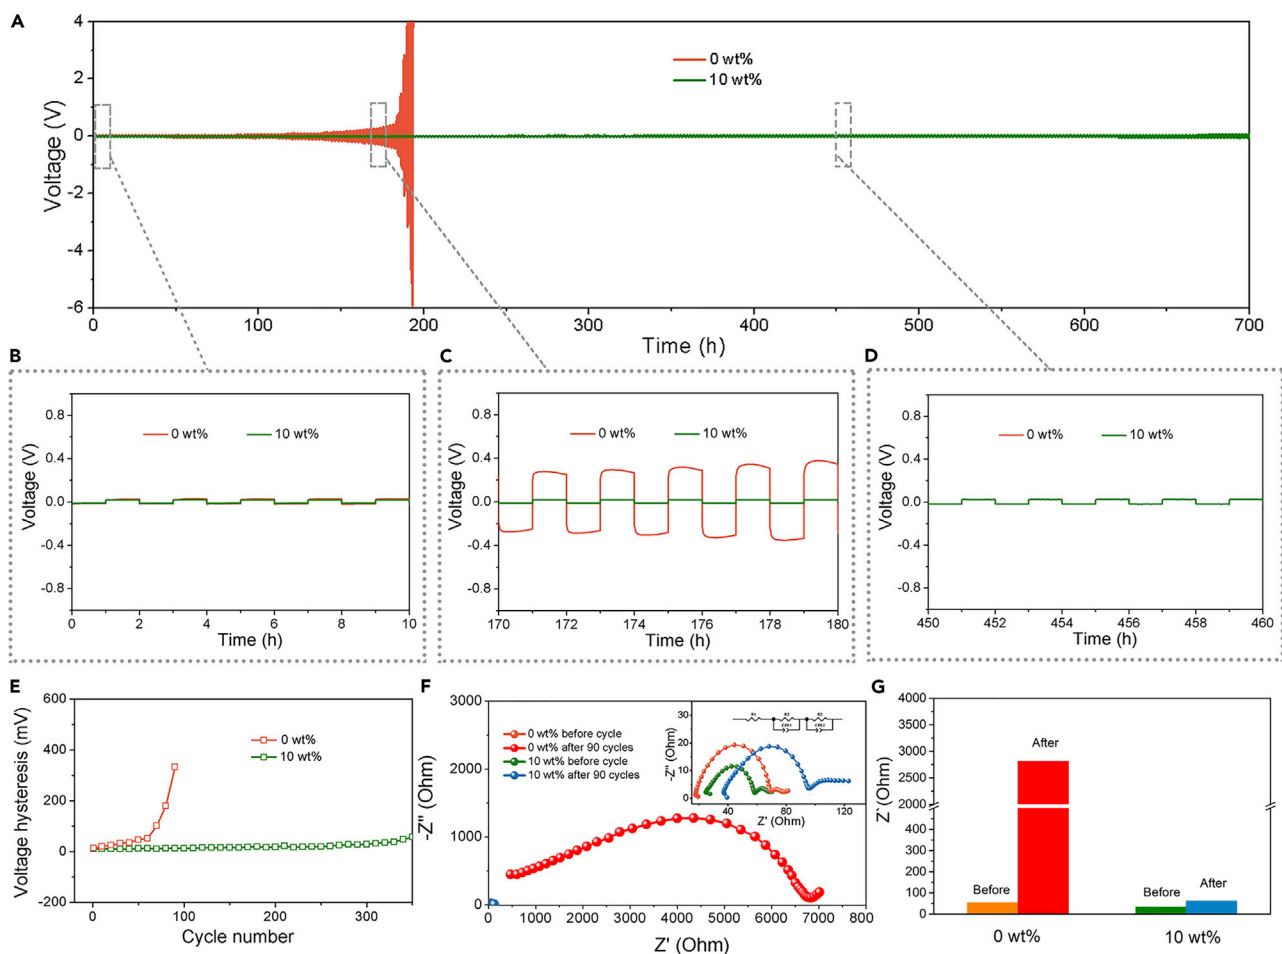 A
Voltage (V)
4
2
0
-2
-4
-6
0 wt%
10 wt%
0 100 200 300 400 500 600 700
Time (h)
B
Voltage (V)
0.8
0.4
0.0
-0.4
-0.8
0 wt% 10 wt%
0 2 4 6 8 10
Time (h)
C
Voltage (V)
0.8
0.4
0.0
-0.4
-0.8
0 wt% 10 wt%
170 172 174 176 178 180
Time (h)
D
Voltage (V)
0.8
0.4
0.0
-0.4
-0.8
0 wt% 10 wt%
450 452 454 456 458 460
Time (h)
E
Voltage hysteresis (mV)
600
400
200
0
-200
0 wt%
10 wt%
0 100 200 300
Cycle number
F
-Z'' (Ohm)
3000
2000
1000
0
0 wt% before cycle
0 wt% after 90 cycles
10 wt% before cycle
10 wt% after 90 cycles
-Z'' (Ohm)
30
20
10
0
R1 R2 R3
CPE1 CPE2
40 80 120
Z' (Ohm)
0 1000 2000 3000 4000 5000 6000 7000 8000
Z' (Ohm)
G
Z' (Ohm)
4000
3500
3000
2500
2000
400
300
200
100
0
Before
After
Before
After
0 wt% 10 wt%